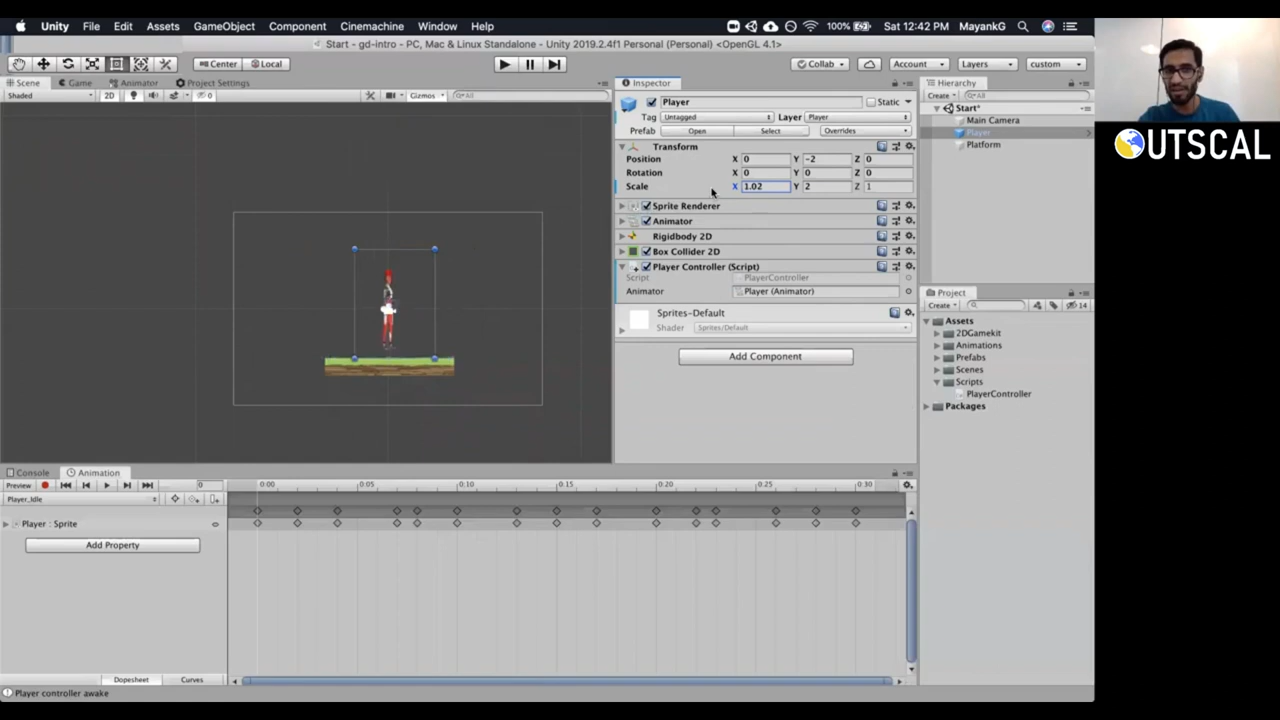 Unity File Edit Assets GameObject Component Cinemachine Window Help 100% Sat 12:42 PM MayankG
Start - gd-intro - PC, Mac & Linux Standalone - Unity 2019.2.4f1 Personal (Personal) <OpenGL 4.1>
Center Local Collab Account Layers custom
Scene Game Animator Project Settings Inspector Hierarchy
Shaded 2D 0 Gizmos All Create All
Player Static Start*
Tag Untagged Layer Player Main Camera
Prefab Open Select Overrides Player
Transform Platform
Position X 0 Y -2 Z 0
Rotation X 0 Y 0 Z 0
Scale X 1.02 Y 2 Z 1
Sprite Renderer
Animator
Rigidbody 2D
Box Collider 2D
Player Controller (Script)
Script PlayerController
Animator Player (Animator)
Sprites-Default
Shader Sprites/Default
Add Component
Project
Create 14
Assets
2DGamekit
Animations
Prefabs
Scenes
Scripts
PlayerController
Packages
Console Animation
Preview 0 0:00 0:05 0:10 0:15 0:20 0:25 0:30
Player_Idle
Player : Sprite
Add Property
Dopesheet Curves
Player controller awake
OUTSCAL